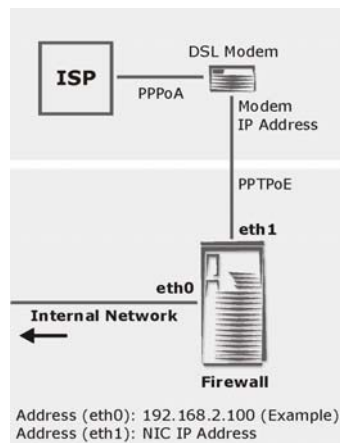 DSL Modem
ISP
PPPoA
Modem
IP Address
PPTPoE
eth1
eth0
Internal Network
Firewall
Address (eth0): 192.168.2.100 (Example)
Address (eth1): NIC IP Address